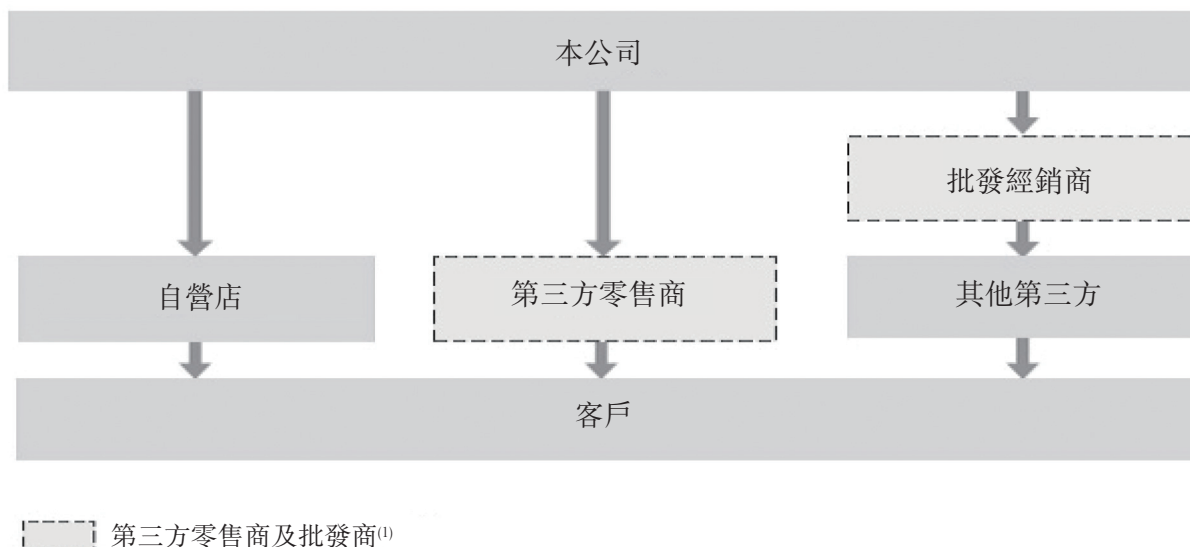 本公司
批發經銷商
自營店
第三方零售商
其他第三方
客戶
第三方零售商及批發商(1)